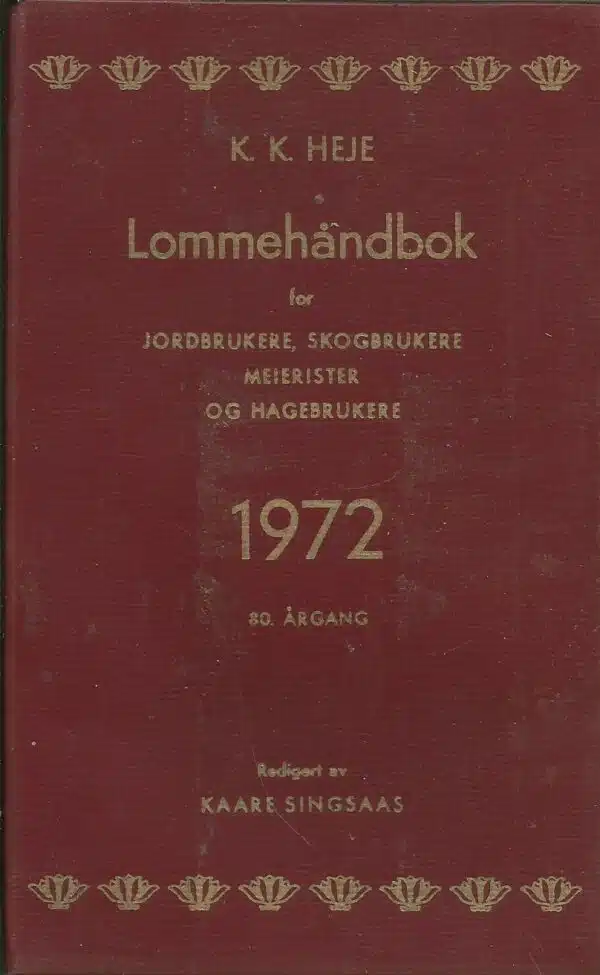 K. K. HEJE
Lommehåndbok
for
JORDBRUKERE, SKOGBRUKERE
MEIERISTER
OG HAGEBRUKERE
1972
80. ÅRGANG
Redigert av
KAARE SINGSAAS